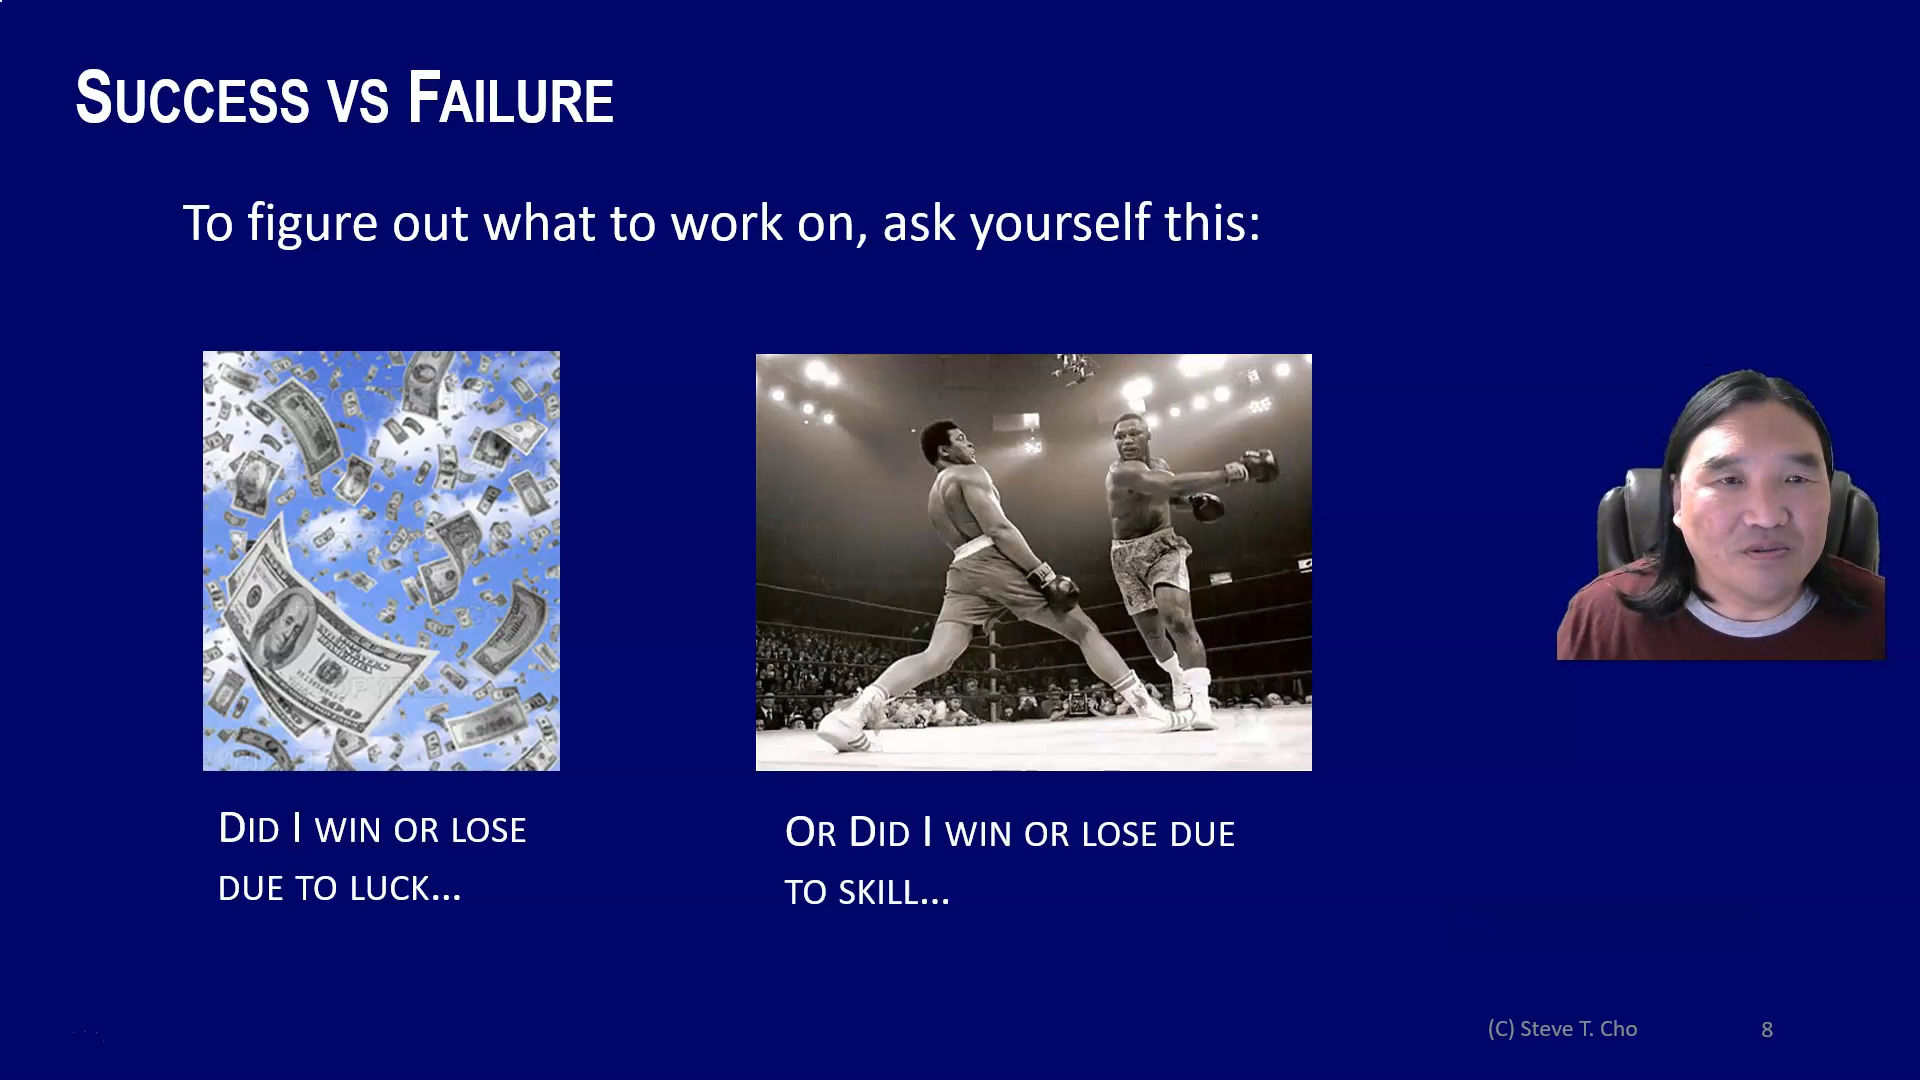 Success vs Failure
To figure out what to work on, ask yourself this:
Did I win or lose
due to luck...
Or Did I win or lose due
to skill...
(C) Steve T. Cho
8